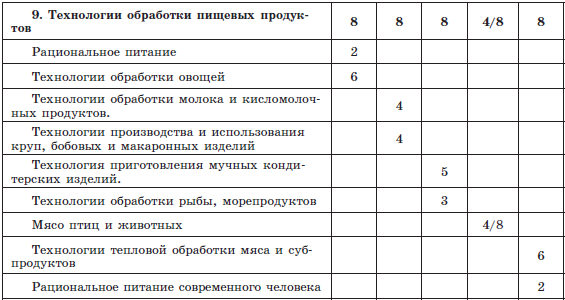 9. Технологии обработки пищевых продук-
тов 8 8 8 4/8 8
Рациональное питание 2
Технологии обработки овощей 6
Технологии обработки молока и кисломолоч-
ных продуктов. 4
Технологии производства и использования
круп, бобовых и макаронных изделий 4
Технология приготовления мучных конди-
терских изделий. 5
Технологии обработки рыбы, морепродуктов 3
Мясо птиц и животных 4/8
Технологии тепловой обработки мяса и суб-
продуктов 6
Рациональное питание современного человека 2